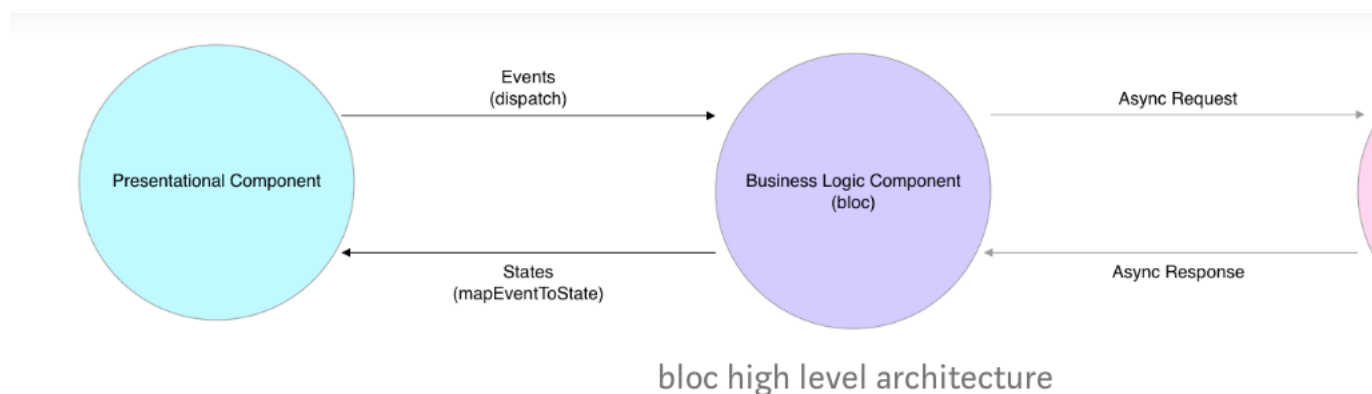 Events
(dispatch)
Async Request
Presentational Component
Business Logic Component
(bloc)
States
(mapEventToState)
Async Response
bloc high level architecture